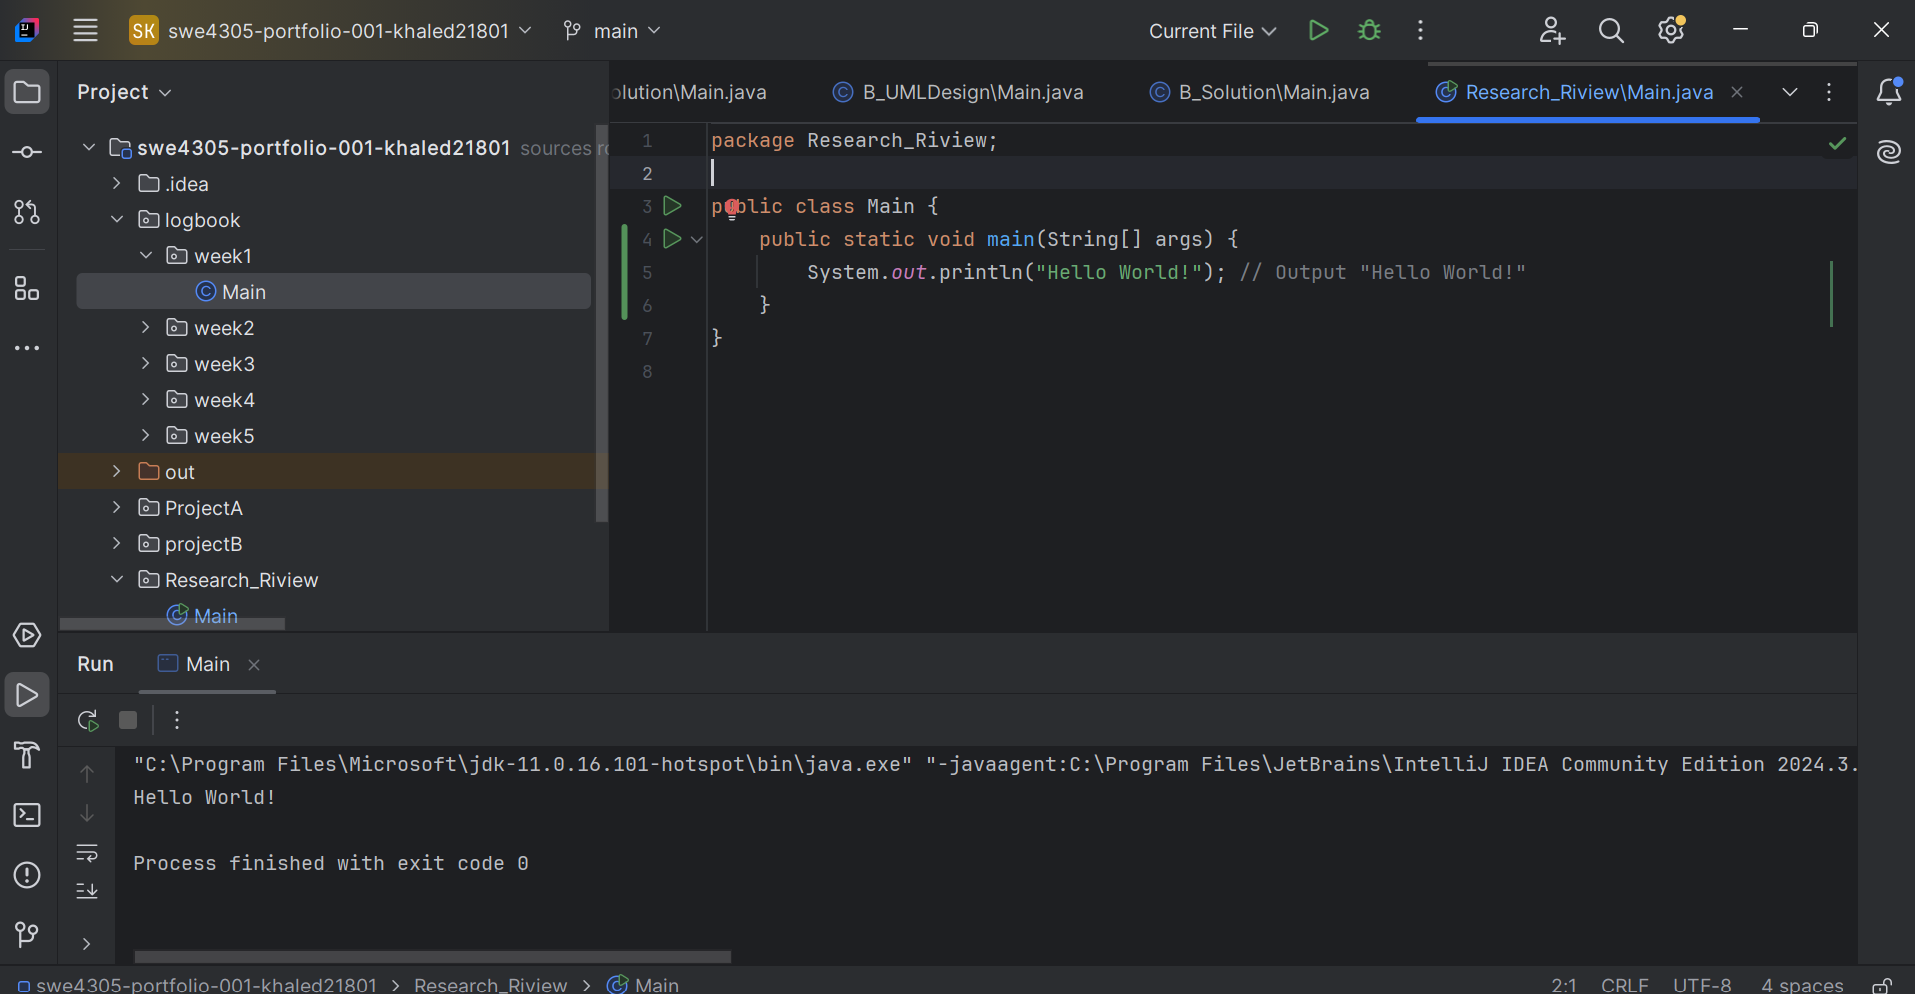 SK swe4305-portfolio-001-khaled21801 main Current File
Project
olution\Main.java B_UMLDesign\Main.java B_Solution\Main.java Research_Riview\Main.java
swe4305-portfolio-001-khaled21801 sources
.idea
logbook
week1
Main
week2
week3
week4
week5
out
ProjectA
projectB
Research_Riview
Main
1 package Research_Riview;
2
3 public class Main {
4 public static void main(String[] args) {
5 System.out.println("Hello World!"); // Output "Hello World!"
6 }
7 }
8
Run Main
"C:\Program Files\Microsoft\jdk-11.0.16.101-hotspot\bin\java.exe" "-javaagent:C:\Program Files\JetBrains\IntelliJ IDEA Community Edition 2024.3.
Hello World!
Process finished with exit code 0
swe4305-portfolio-001-khaled21801 > Research_Riview > Main 2:1 CRLF UTF-8 4 spaces